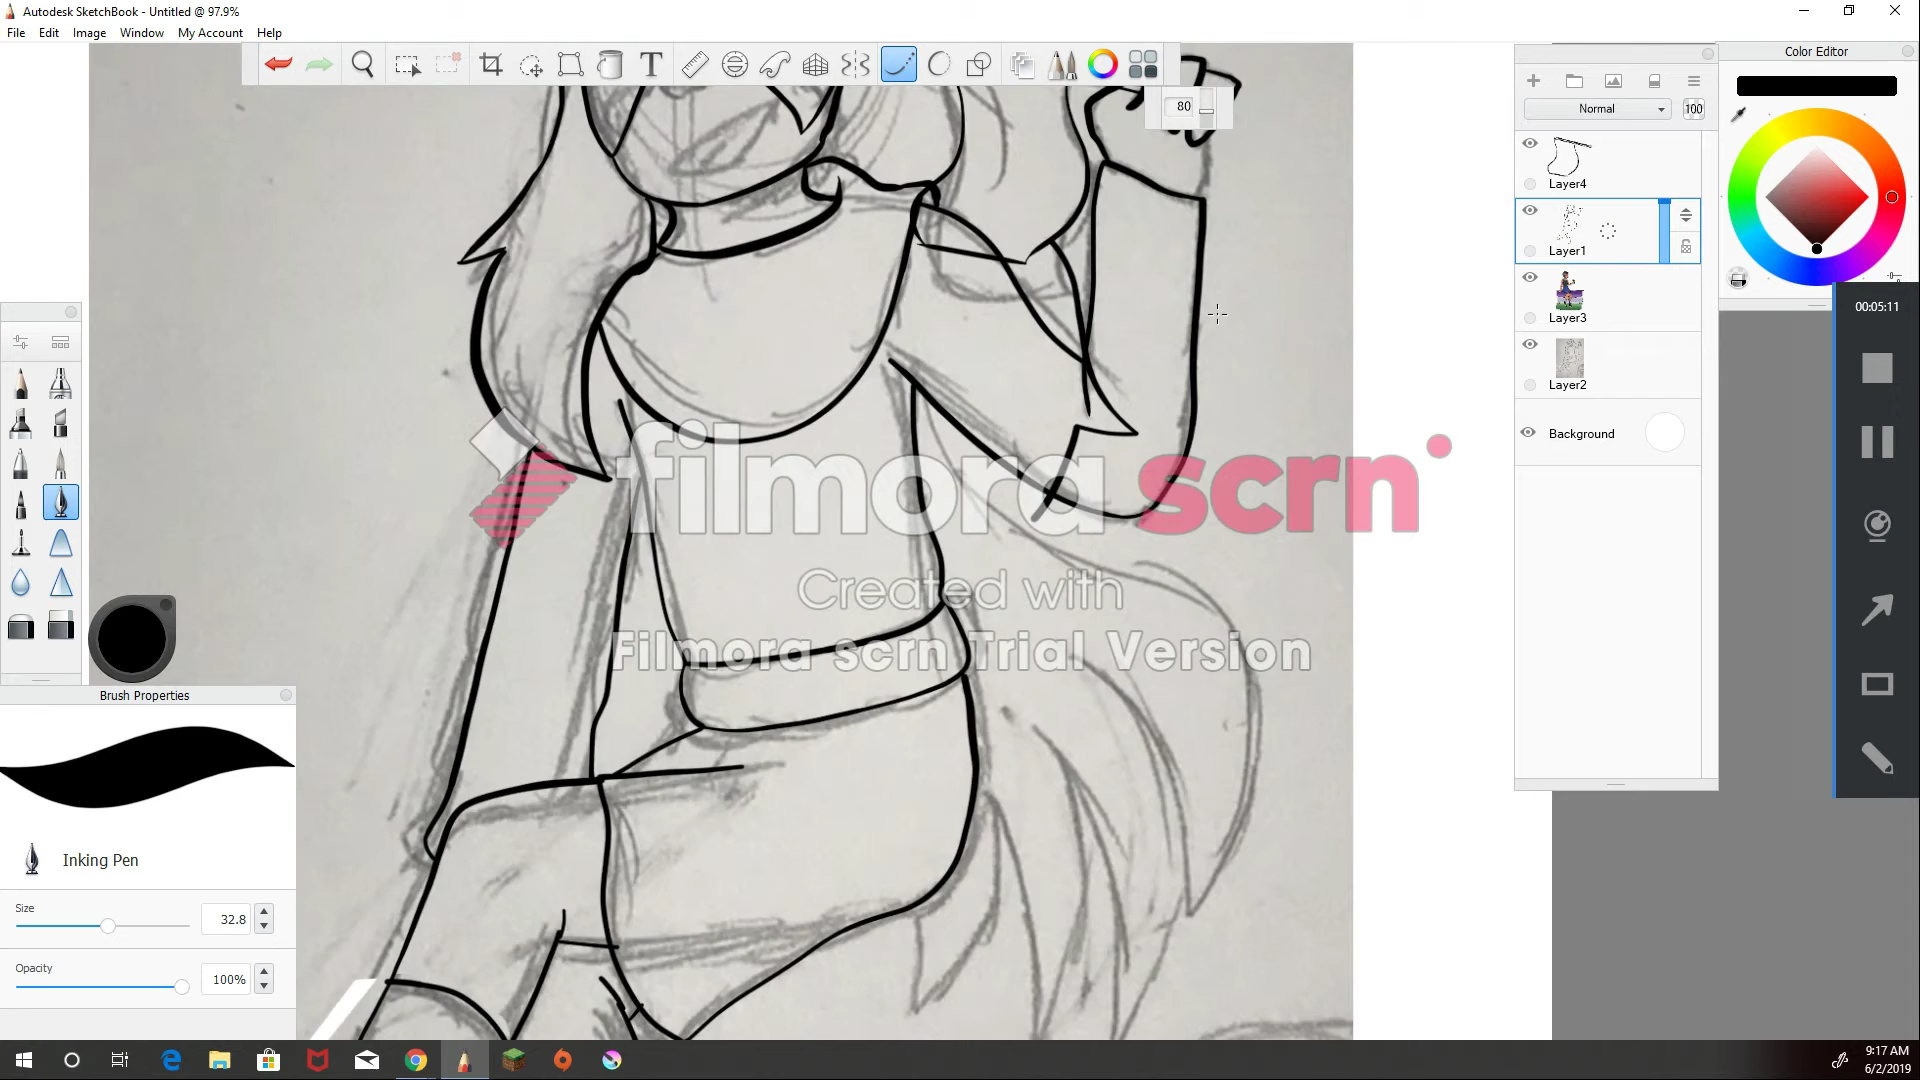 Autodesk SketchBook - Untitled @ 97.9%
File Edit Image Window My Account Help
80
Color Editor
Normal 100
Layer4
Layer1
Layer3
Layer2
Background
00:05:11
filmora scrn
Created with
Filmora scrn Trial Version
Brush Properties
Inking Pen
Size
32.8
Opacity
100%
9:17 AM
6/2/2019